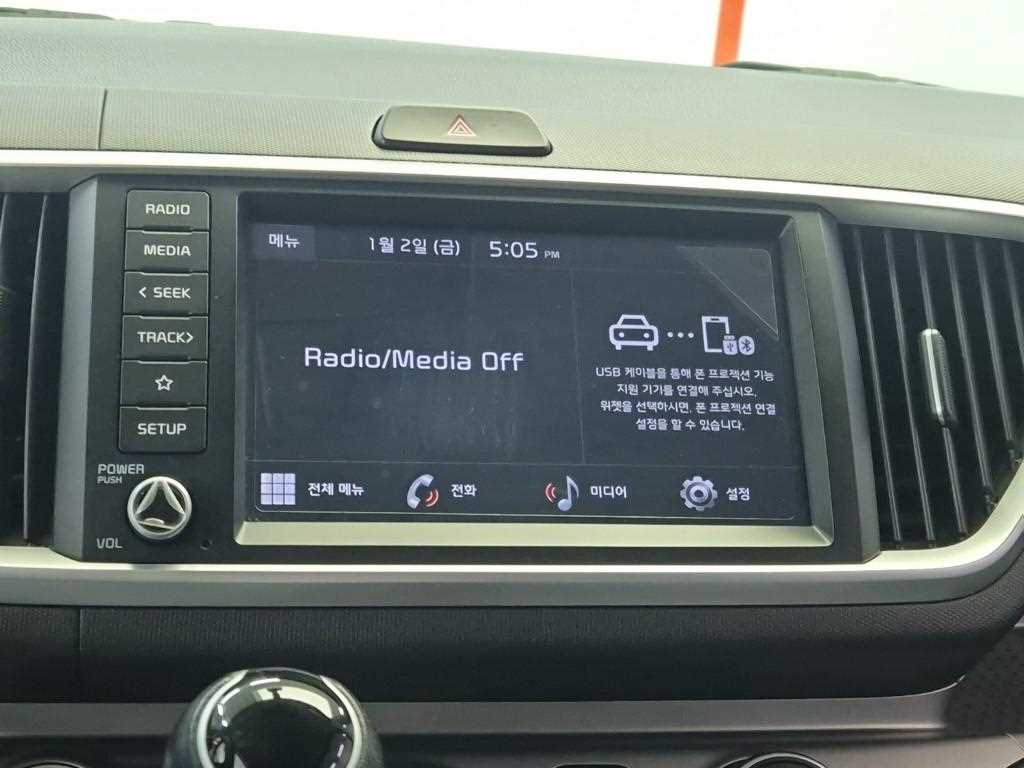 RADIO
MEDIA
< SEEK
TRACK>
SETUP
POWER
PUSH
VOL
메뉴 1월 2일 (금) 5:05 PM
Radio/Media Off
USB 케이블을 통해 폰 프로젝션 기능
지원 기기를 연결해 주십시오.
위젯을 선택하시면, 폰 프로젝션 연결
설정을 할 수 있습니다.
전체 메뉴 전화 미디어 설정